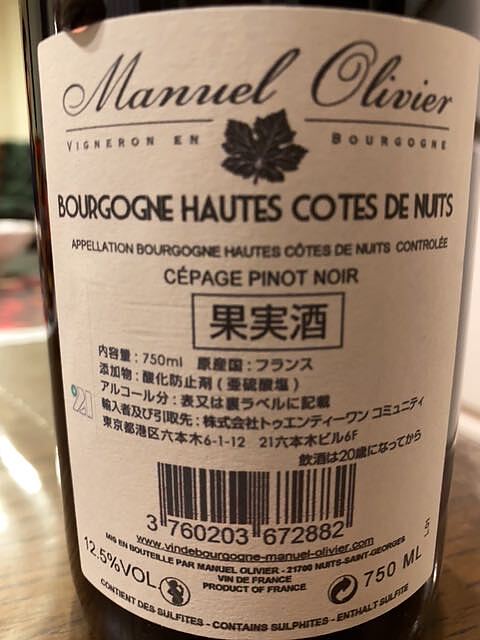 Manuel Olivier
VIGNERON EN BOURGOGNE
BOURGOGNE HAUTES COTES DE NUITS
APPELLATION BOURGOGNE HAUTES CÔTES DE NUITS CONTROLÉE
CÉPAGE PINOT NOIR
果実酒
内容量：750ml 原産国：フランス
添加物：酸化防止剤（亜硫酸塩）
アルコール分：表又は裏ラベルに記載
輸入者及び引取先：株式会社トゥエンティーワン コミュニティ
東京都港区六本木6-1-12 21六本木ビル6F
飲酒は20歳になってから
21
3 760203 672882
www.vindebourgogne-manuel-olivier.com
MIS EN BOUTEILLE PAR MANUEL OLIVIER - 21700 NUITS-SAINT-GEORGES
12.5%VOL
VIN DE FRANCE
PRODUCT OF FRANCE
750 ML
CONTIENT DES SULFITES - CONTAINS SULPHITES - ENTHALT SULFITE